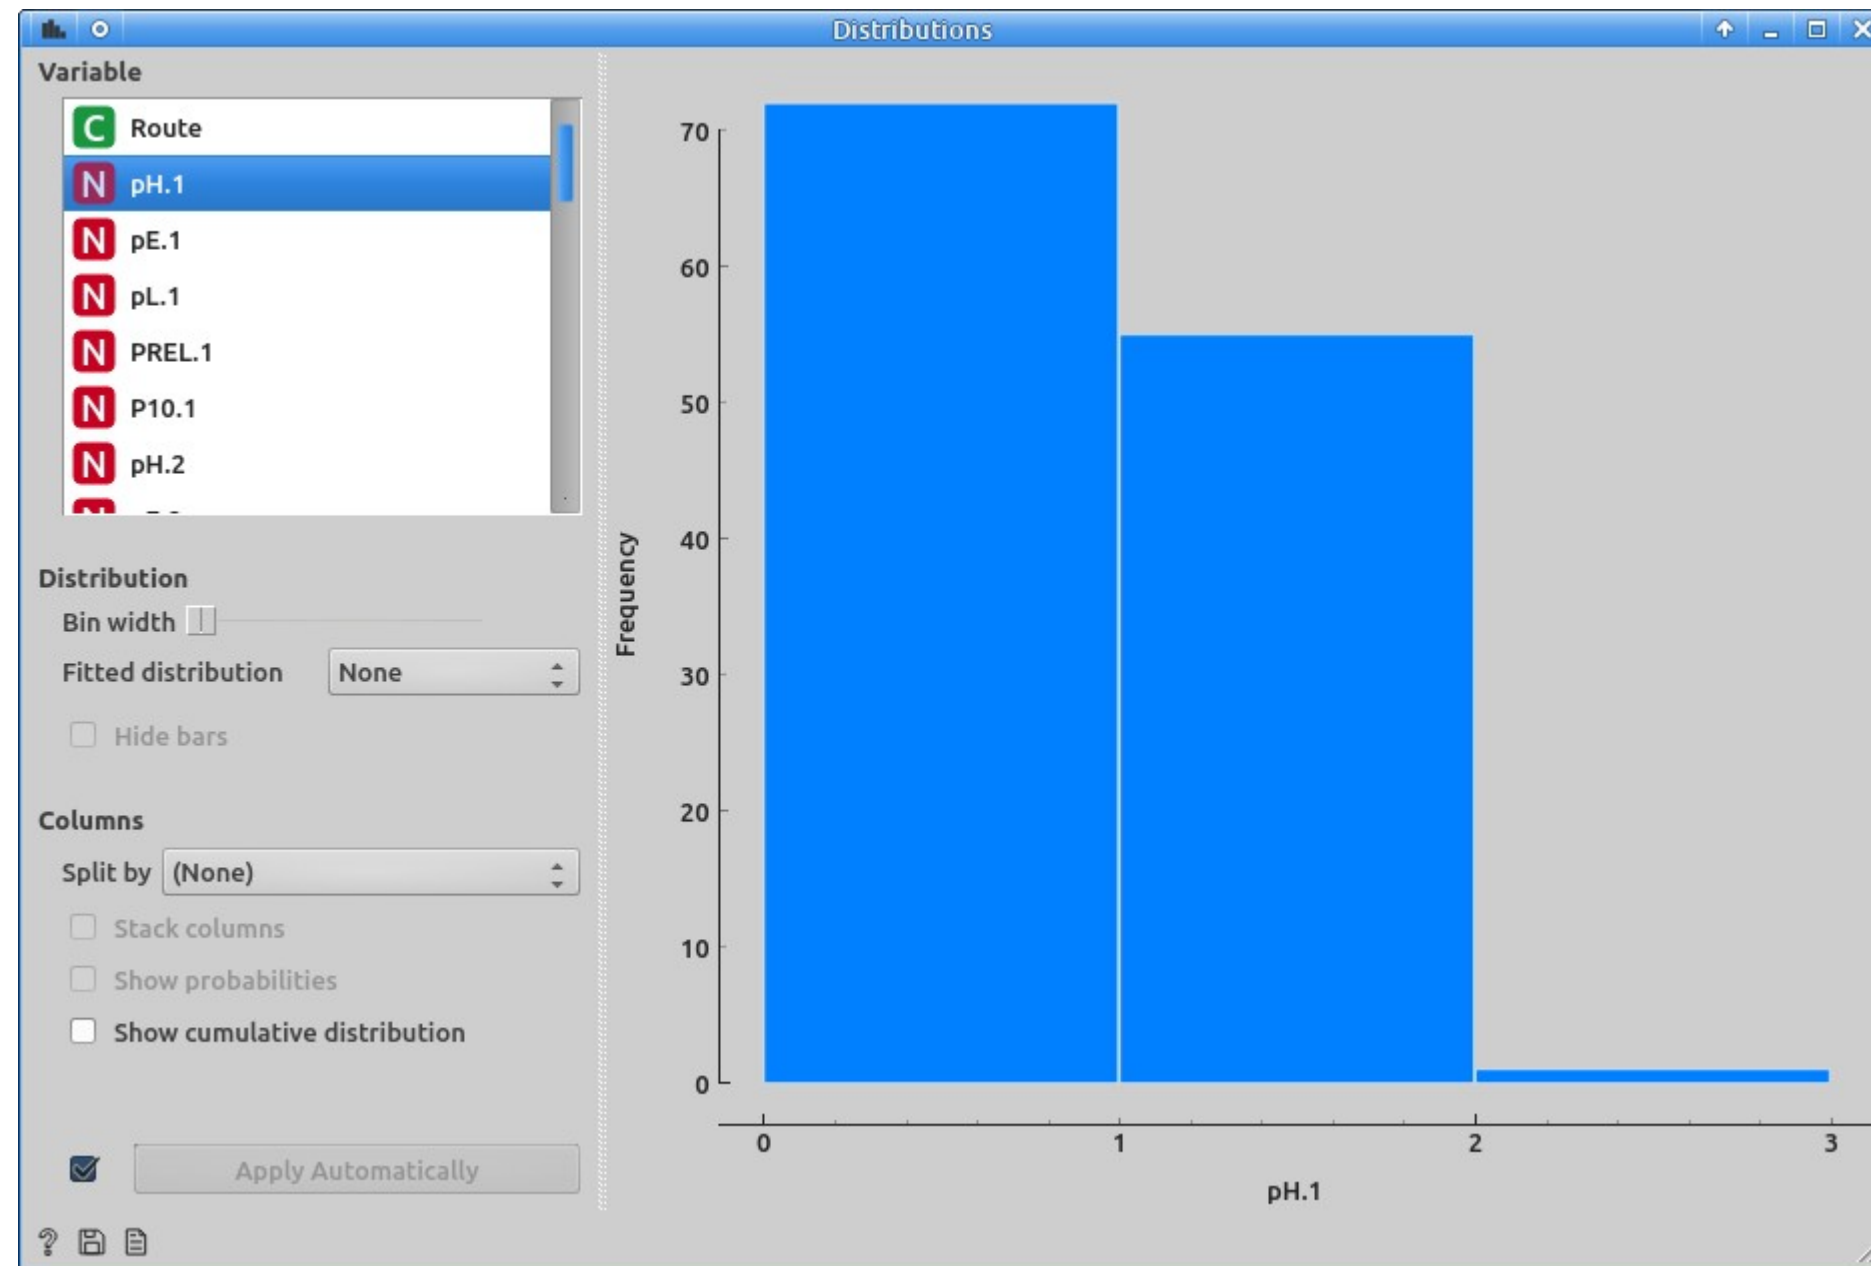 Distributions
Variable
C Route
N pH.1
N pE.1
N pL.1
N PREL.1
N P10.1
N pH.2
Distribution
Bin width
Fitted distribution None
Hide bars
Columns
Split by (None)
Stack columns
Show probabilities
Show cumulative distribution
Apply Automatically
?
Frequency
70
60
50
40
30
20
10
0
0 1 2 3
pH.1